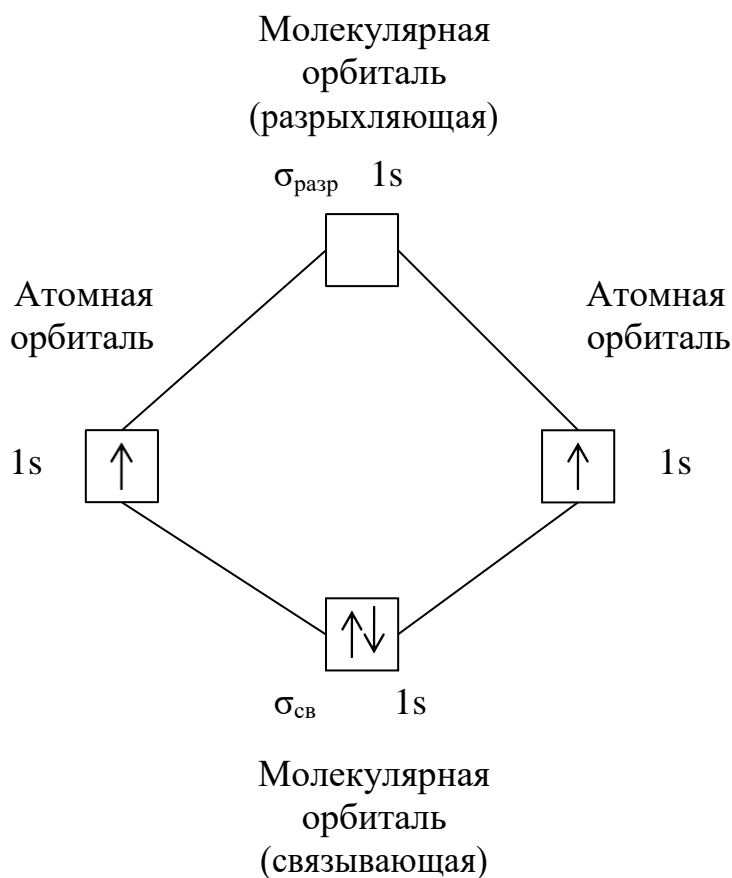 Молекулярная
орбиталь
(разрыхляющая)
σразр 1s
Атомная
орбиталь
Атомная
орбиталь
1s
1s
σсв 1s
Молекулярная
орбиталь
(связывающая)